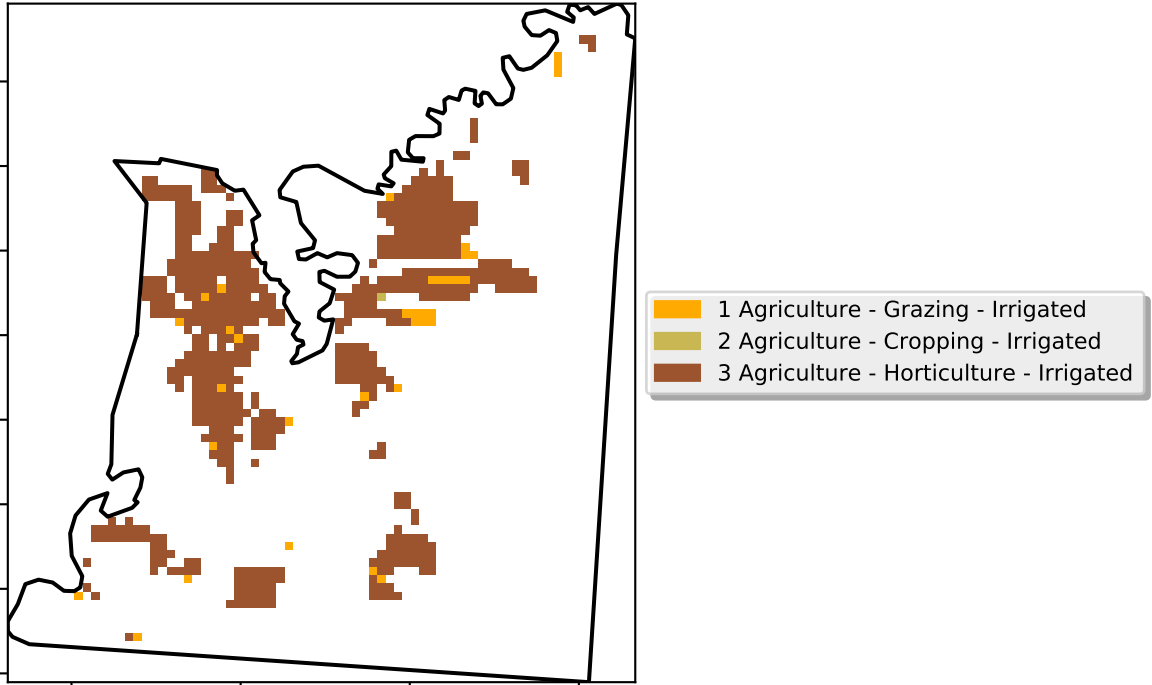 1 Agriculture - Grazing - Irrigated
2 Agriculture - Cropping - Irrigated
3 Agriculture - Horticulture - Irrigated